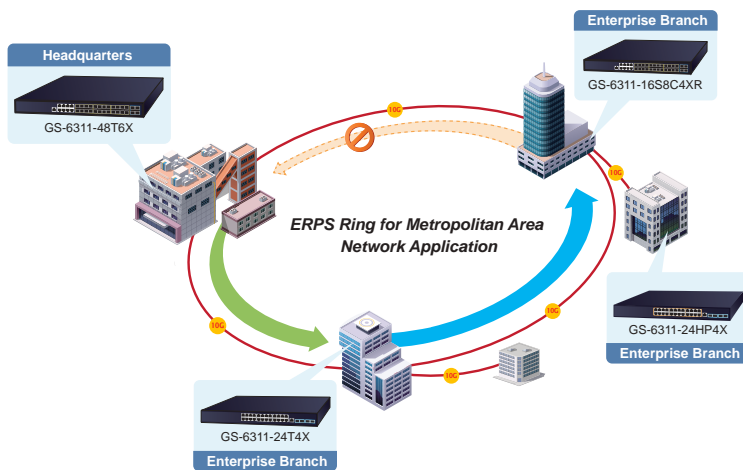 Enterprise Branch
GS-6311-16S8C4XR
Headquarters
GS-6311-48T6X
10G
10G
ERPS Ring for Metropolitan Area
Network Application
GS-6311-24HP4X
Enterprise Branch
10G
10G
10G
GS-6311-24T4X
Enterprise Branch